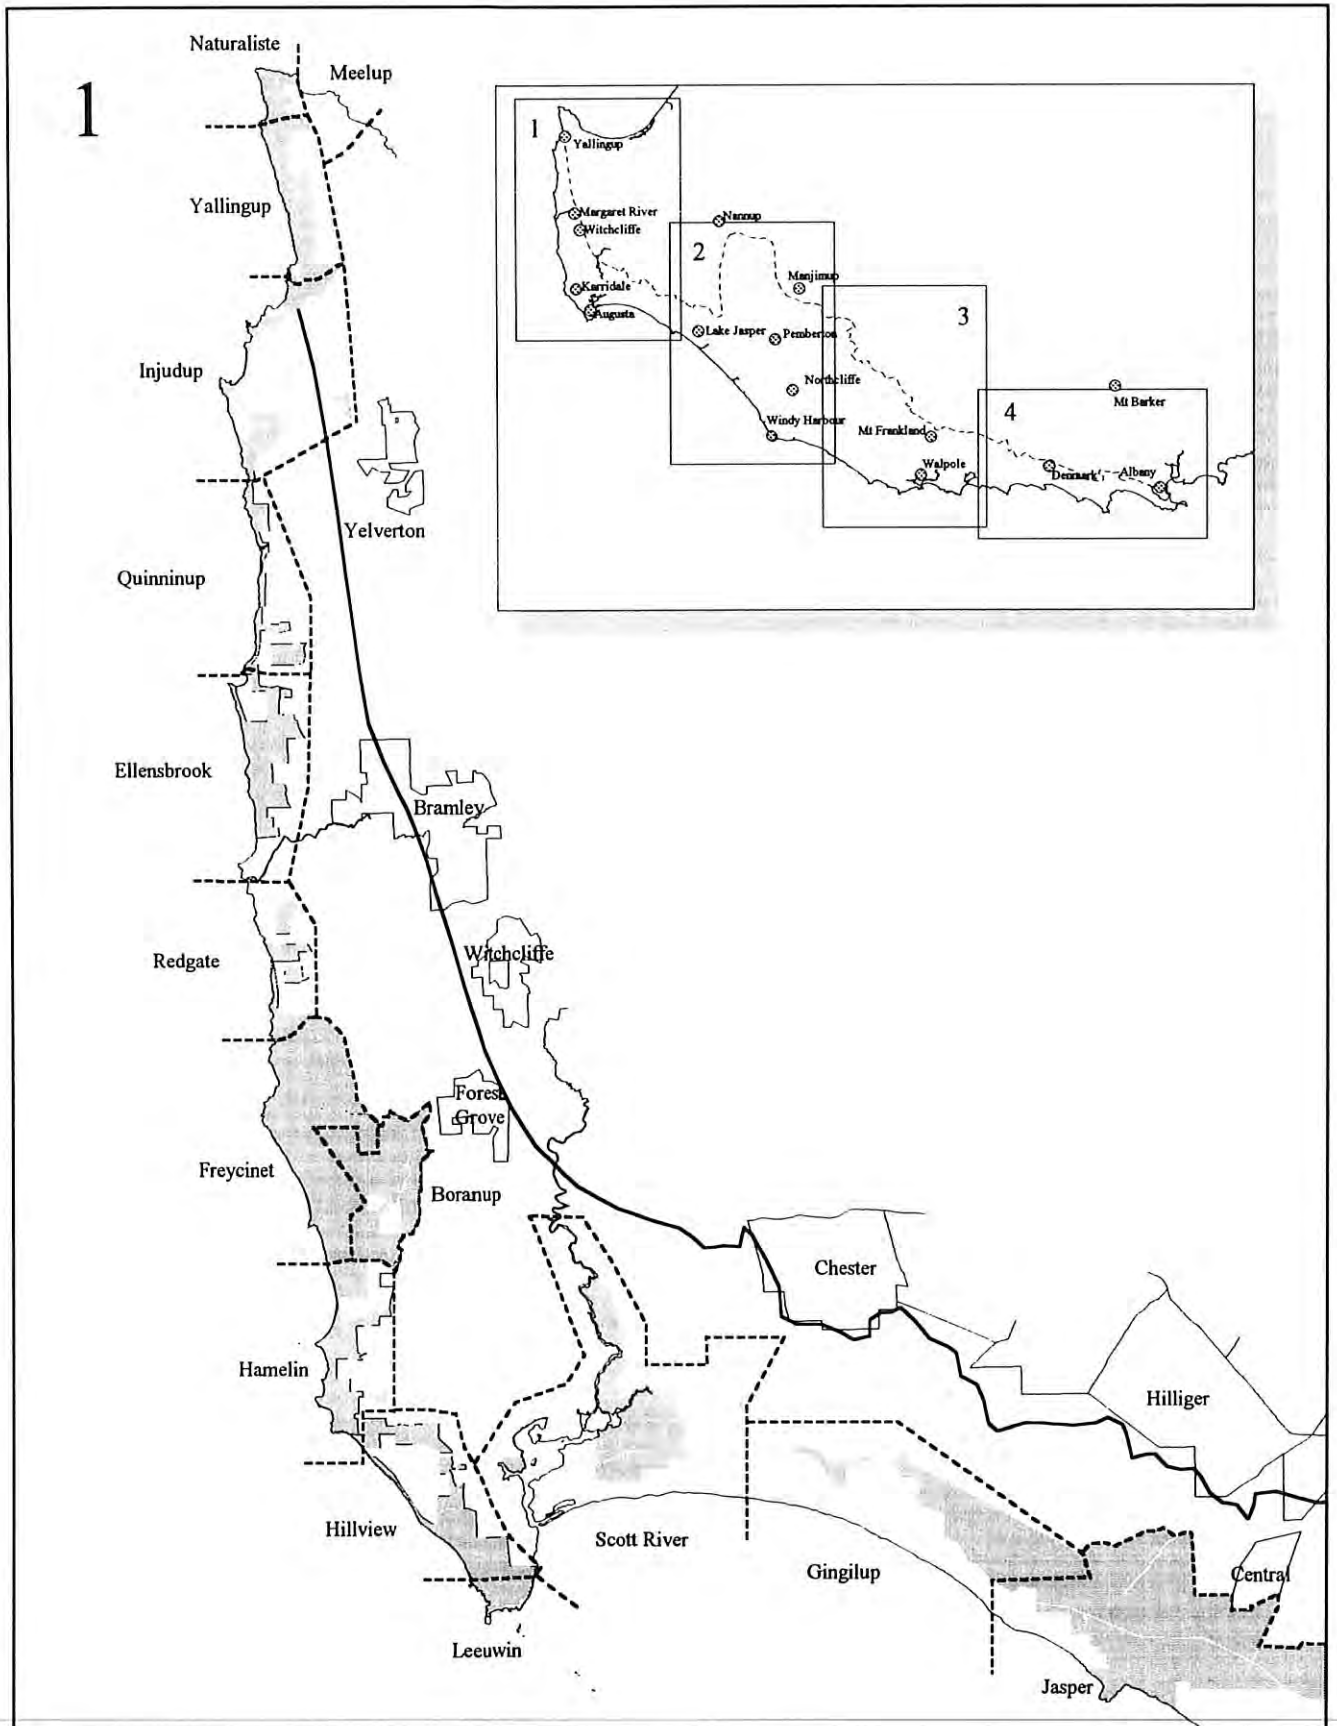 Naturaliste
Meelup
1
Yallingup
Injudup
Yelverton
Quinninup
Ellensbrook
Bramley
Redgate
Witchcliffe
Forest
Grove
Freycinet
Boranup
Chester
Hamelin
Hilliger
Hillview
Scott River
Gingilup
Central
Leeuwin
Jasper
1
Yallingup
Margaret River
Witchcliffe
Karridale
Augusta
Nannup
2
Manjimup
Lake Jasper
Pemberton
3
Northcliffe
Windy Harbour
Mt Frankland
Walpole
4
Mt Barker
Denmark
Albany